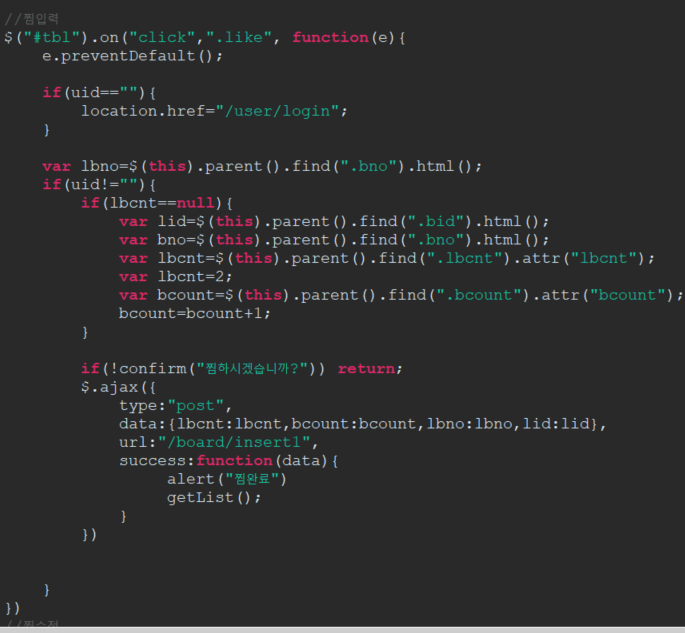 //찜입력
$("#tbl").on("click",".like", function(e){
    e.preventDefault();
    if(uid==""){
        location.href="/user/login";
    }
    var lbno=$(this).parent().find(".bno").html();
    if(uid!=""){
        if(lbcnt==null){
            var lid=$(this).parent().find(".bid").html();
            var bno=$(this).parent().find(".bno").html();
            var lbcnt=$(this).parent().find(".lbcnt").attr("lbcnt");
            var lbcnt=2;
            var bcount=$(this).parent().find(".bcount").attr("bcount");
            bcount=bcount+1;
        }
        if(!confirm("찜하시겠습니까?")) return;
        $.ajax({
            type:"post",
            data:{lbcnt:lbcnt,bcount:bcount,lbno:lbno,lid:lid},
            url:"/board/insert1",
            success:function(data){
                 alert("찜완료")
                 getList();
            }
        })
    }
})